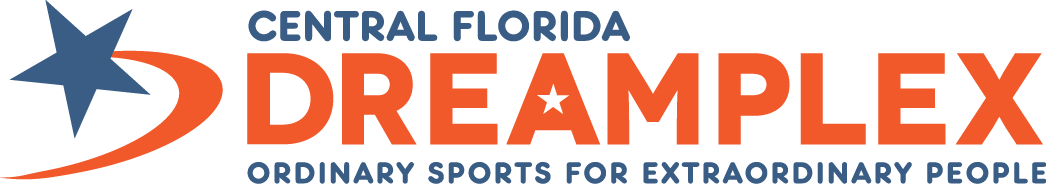 CENTRAL FLORIDA
DREAMPLEX
ORDINARY SPORTS FOR EXTRAORDINARY PEOPLE